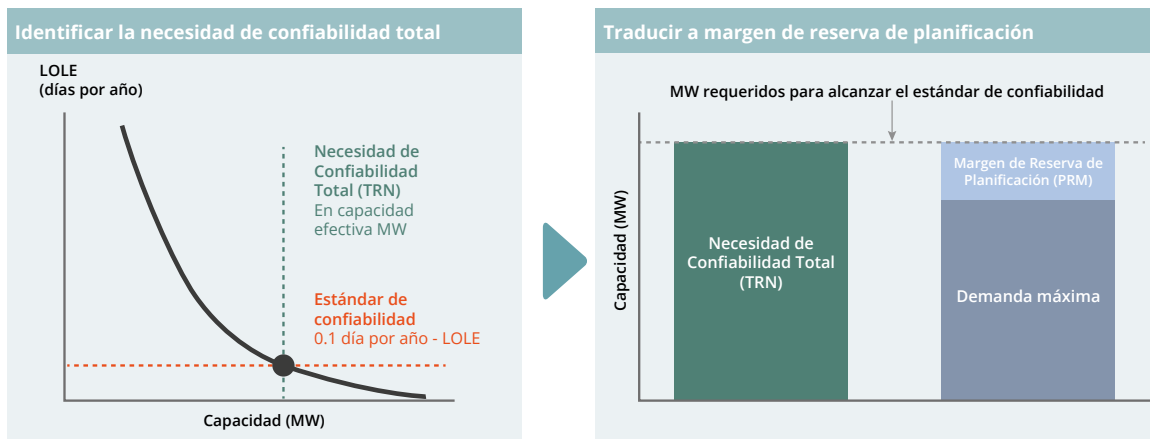 Identificar la necesidad de confiabilidad total
LOLE
(días por año)
Necesidad de
Confiabilidad
Total (TRN)
En capacidad
efectiva MW
Estándar de
confiabilidad
0.1 día por año - LOLE
Capacidad (MW)
Traducir a margen de reserva de planificación
MW requeridos para alcanzar el estándar de confiabilidad
Capacidad (MW)
Necesidad de
Confiabilidad Total
(TRN)
Margen de Reserva de
Planificación (PRM)
Demanda máxima